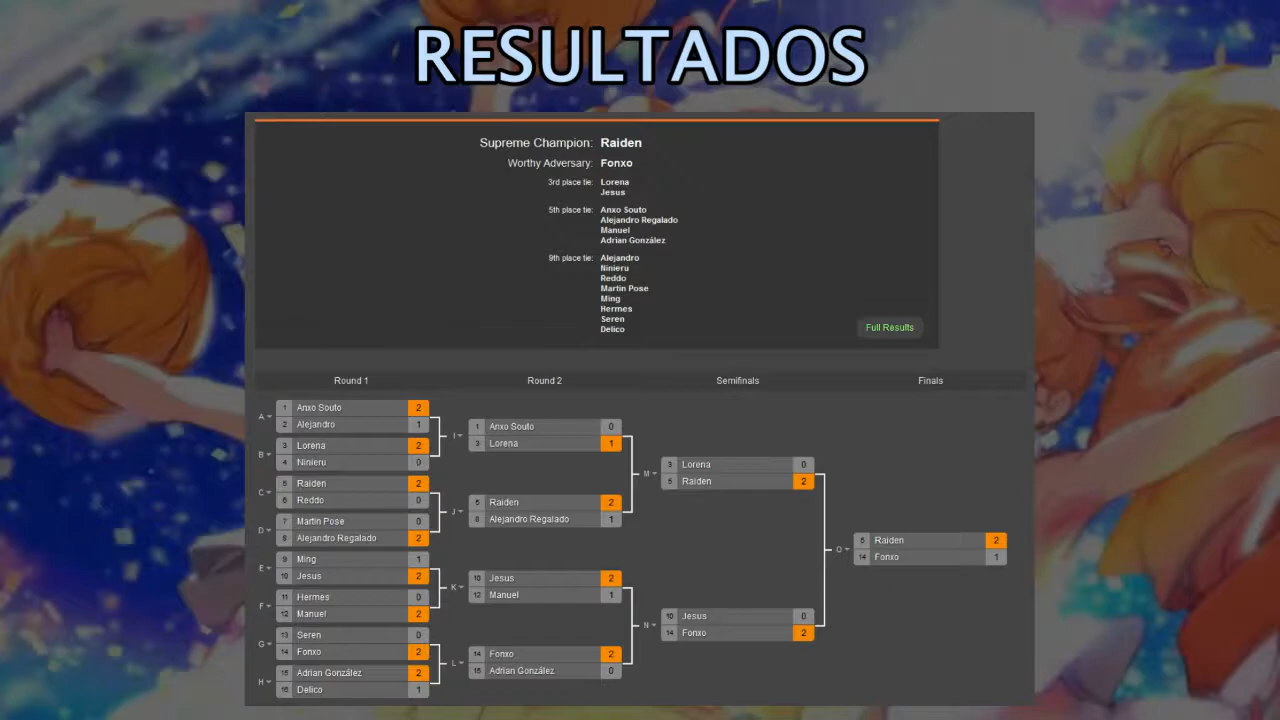 RESULTADOS
Supreme Champion: Raiden
Worthy Adversary: Fonxo
3rd place tie: Lorena
Jesus
5th place tie: Anxo Souto
Alejandro Regalado
Manuel
Adrian González
9th place tie: Alejandro
Ninieru
Reddo
Martin Pose
Ming
Hermes
Seren
Delico
Full Results
Round 1 Round 2 Semifinals Finals
A
1 Anxo Souto 2
2 Alejandro 1
B
3 Lorena 2
4 Ninieru 0
C
5 Raiden 2
6 Reddo 0
D
7 Martin Pose 0
8 Alejandro Regalado 2
E
9 Ming 1
10 Jesus 2
F
11 Hermes 0
12 Manuel 2
G
13 Seren 0
14 Fonxo 2
H
15 Adrian González 2
16 Delico 1
I
1 Anxo Souto 0
3 Lorena 1
J
5 Raiden 2
8 Alejandro Regalado 1
K
10 Jesus 2
12 Manuel 1
L
14 Fonxo 2
15 Adrian González 0
M
3 Lorena 0
5 Raiden 2
N
10 Jesus 0
14 Fonxo 2
O
5 Raiden 2
14 Fonxo 1